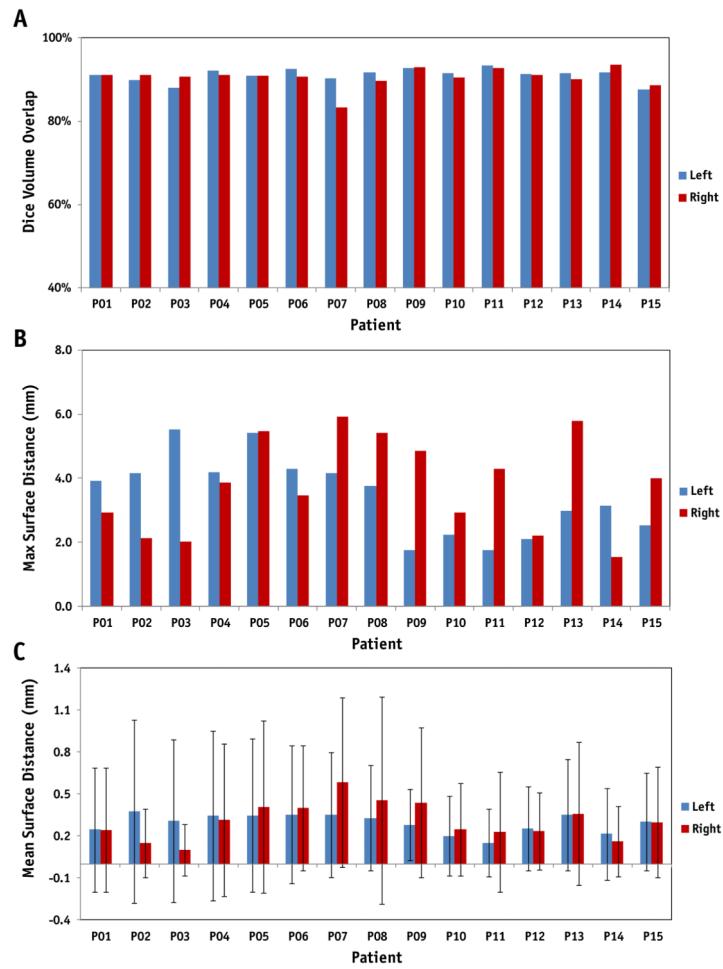 A
Dice Volume Overlap
100%
80%
60%
40%
P01 P02 P03 P04 P05 P06 P07 P08 P09 P10 P11 P12 P13 P14 P15
Patient
Left
Right
B
Max Surface Distance (mm)
8.0
6.0
4.0
2.0
0.0
P01 P02 P03 P04 P05 P06 P07 P08 P09 P10 P11 P12 P13 P14 P15
Patient
Left
Right
C
Mean Surface Distance (mm)
1.4
1.1
0.8
0.5
0.2
-0.1
-0.4
P01 P02 P03 P04 P05 P06 P07 P08 P09 P10 P11 P12 P13 P14 P15
Patient
Left
Right